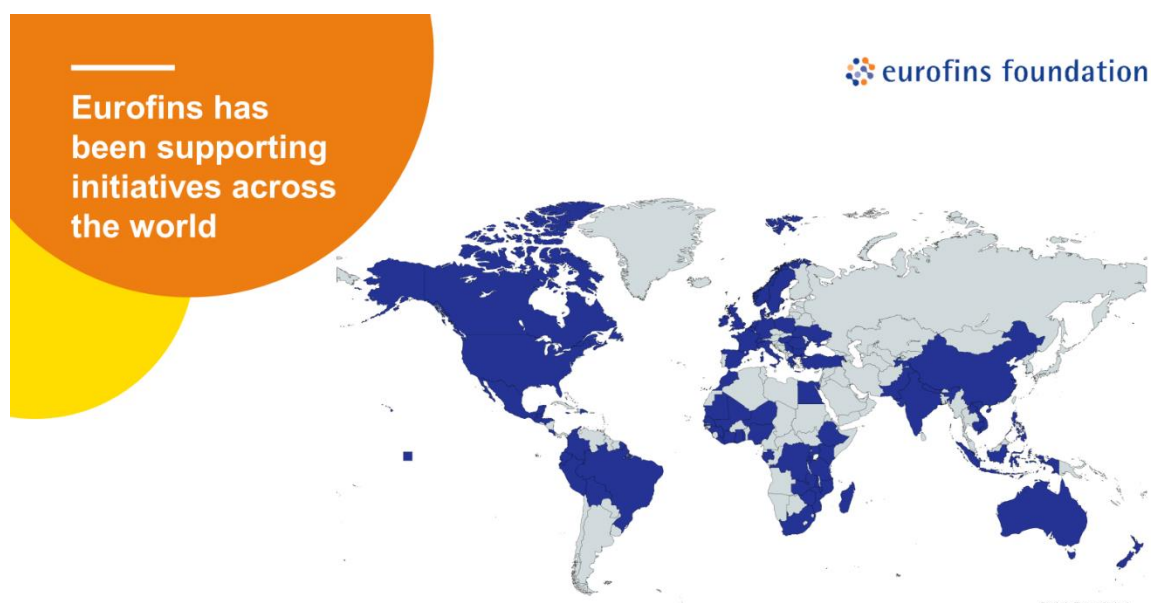 Eurofins has
been supporting
initiatives across
the world
eurofins foundation